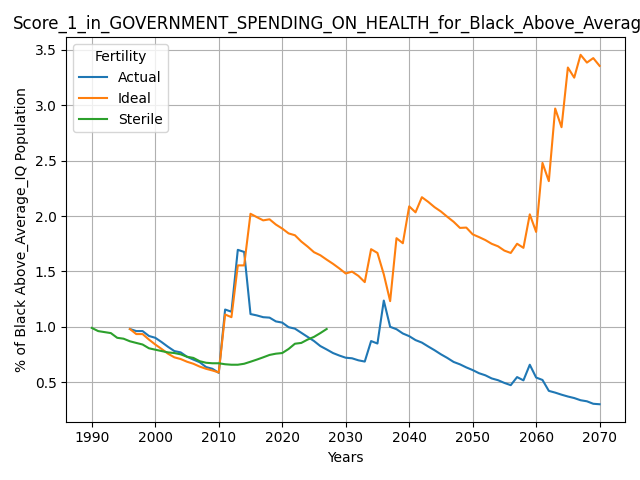 Score_1_in_GOVERNMENT_SPENDING_ON_HEALTH_for_Black_Above_Averag
Fertility
Actual
Ideal
Sterile
% of Black Above_Average_IQ Population
3.5
3.0
2.5
2.0
1.5
1.0
0.5
1990 2000 2010 2020 2030 2040 2050 2060 2070
Years